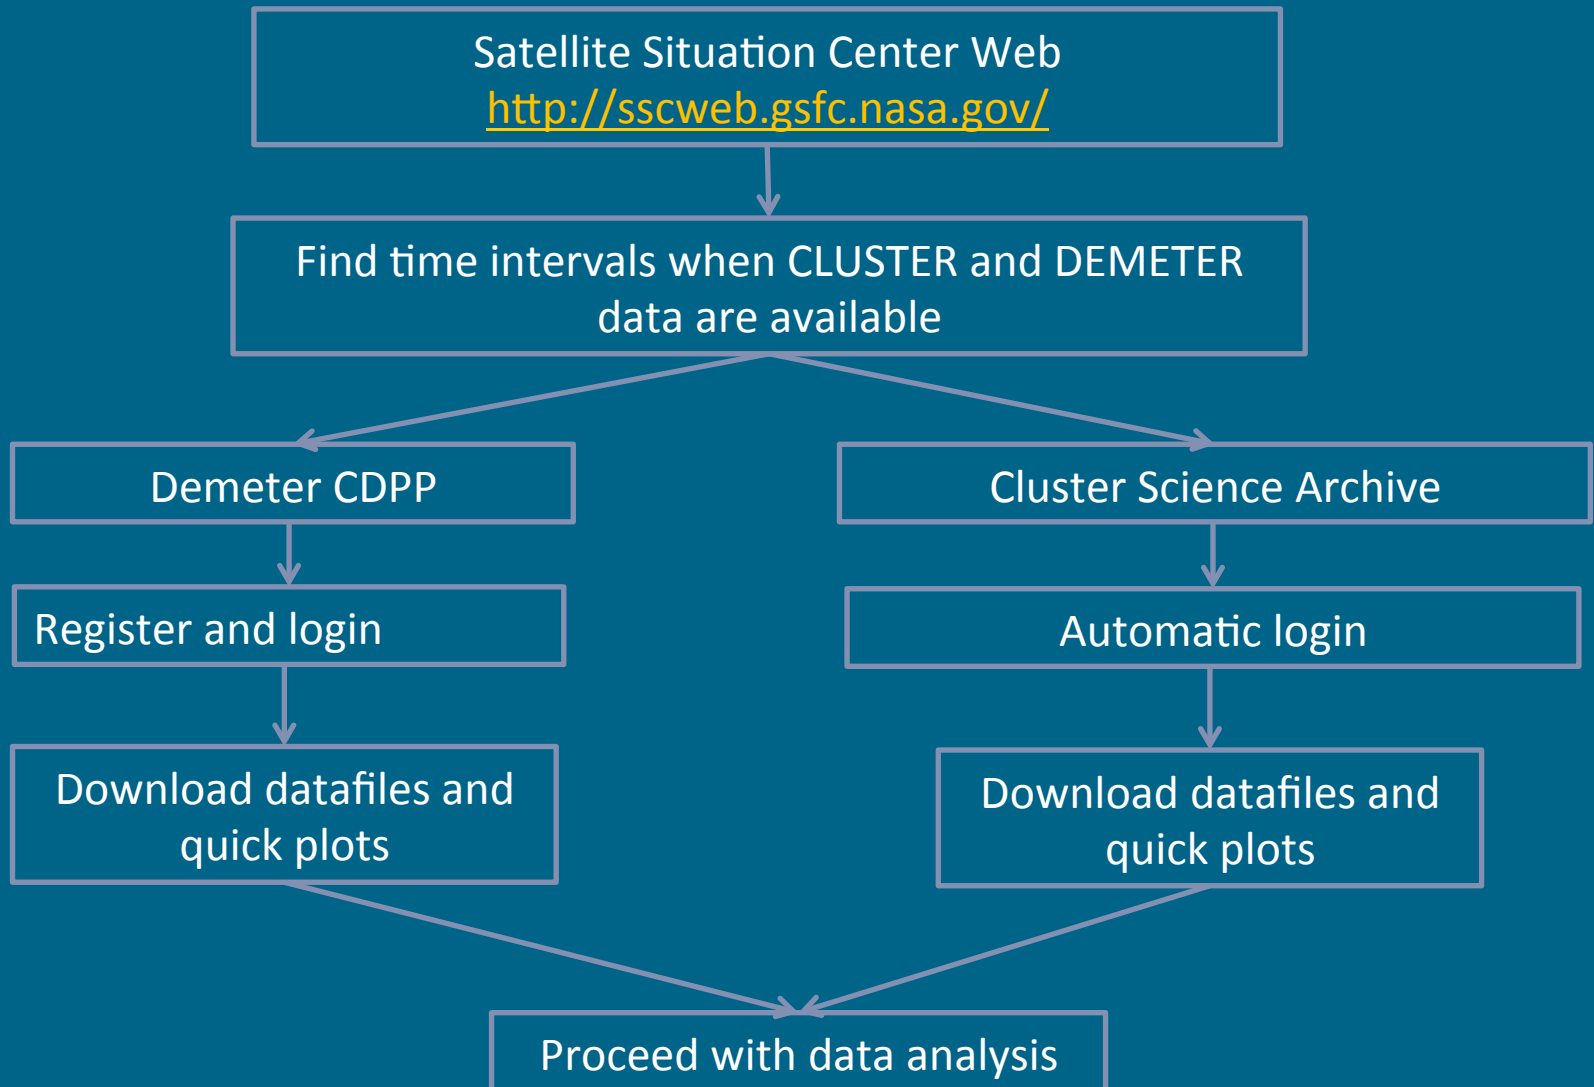 Satellite Situation Center Web
http://sscweb.gsfc.nasa.gov/
Find time intervals when CLUSTER and DEMETER
data are available
Demeter CDPP
Cluster Science Archive
Register and login
Automatic login
Download datafiles and
quick plots
Download datafiles and
quick plots
Proceed with data analysis